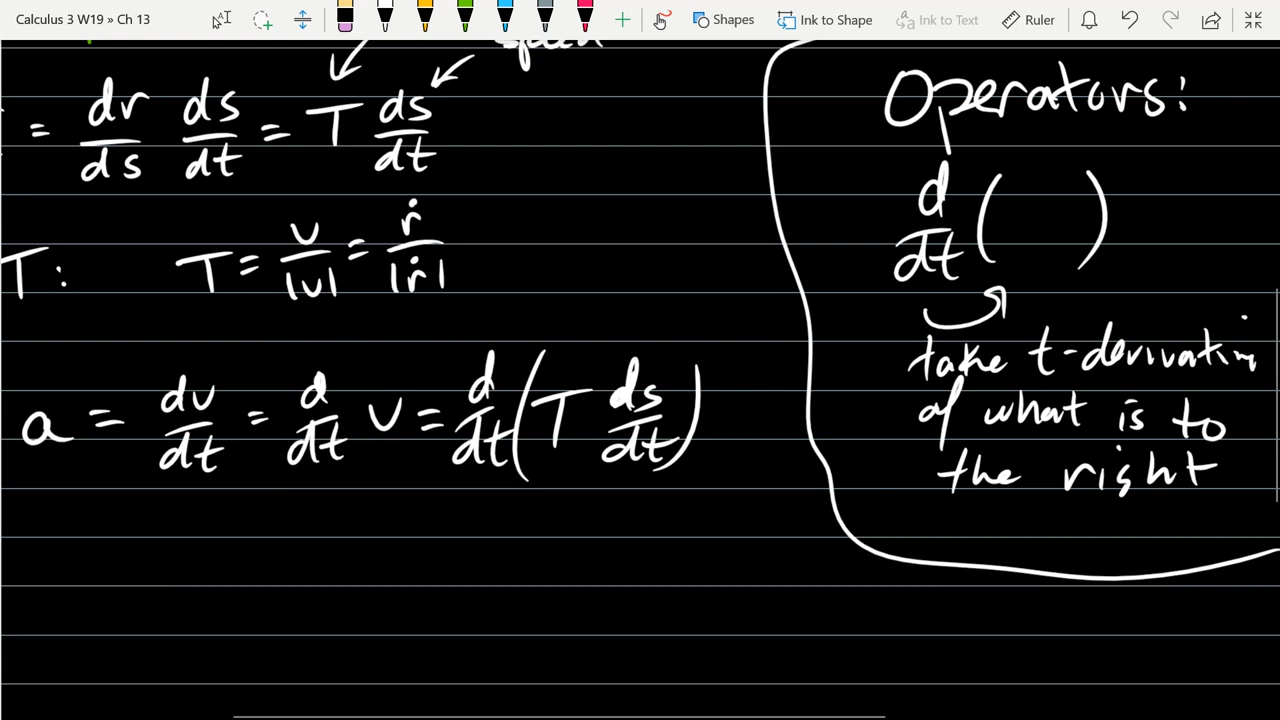 Calculus 3 W19 » Ch 13
Shapes
Ink to Shape
Ink to Text
Ruler
= dr/ds ds/dt = T ds/dt
T: T = v/|v| = ṙ/|ṙ|
a = dv/dt = d/dt v = d/dt (T ds/dt)
Operators:
d/dt ( )
take t-derivative
of what is to
the right